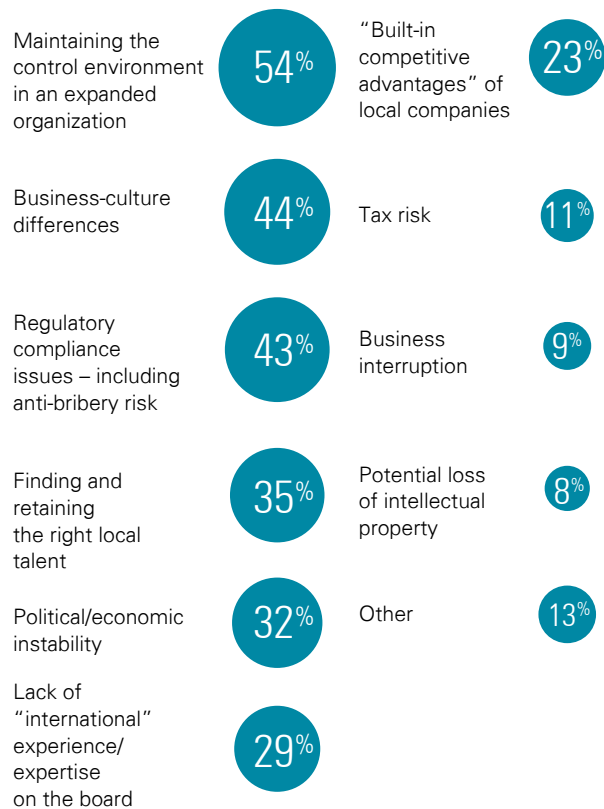 Maintaining the
control environment
in an expanded
organization
54%
Business-culture
differences
44%
Regulatory
compliance
issues – including
anti-bribery risk
43%
Finding and
retaining
the right local
talent
35%
Political/economic
instability
32%
Lack of
“international”
experience/
expertise
on the board
29%
“Built-in
competitive
advantages” of
local companies
23%
Tax risk
11%
Business
interruption
9%
Potential loss
of intellectual
property
8%
Other
13%